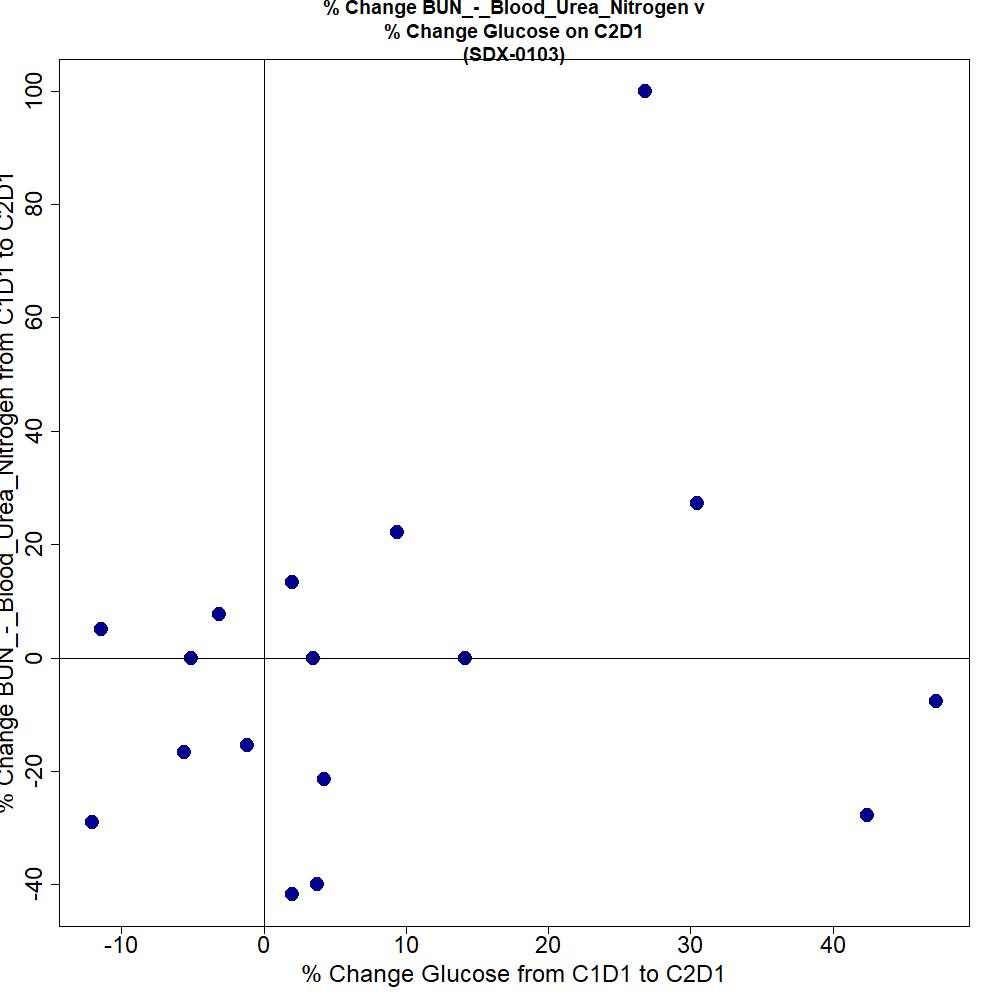 % Change BUN_-_Blood_Urea_Nitrogen v
% Change Glucose on C2D1
(SDX-0103)
% Change BUN_-_Blood_Urea_Nitrogen from C1D1 to C2D1
100
80
60
40
20
0
-20
-40
-10
0
10
20
30
40
% Change Glucose from C1D1 to C2D1